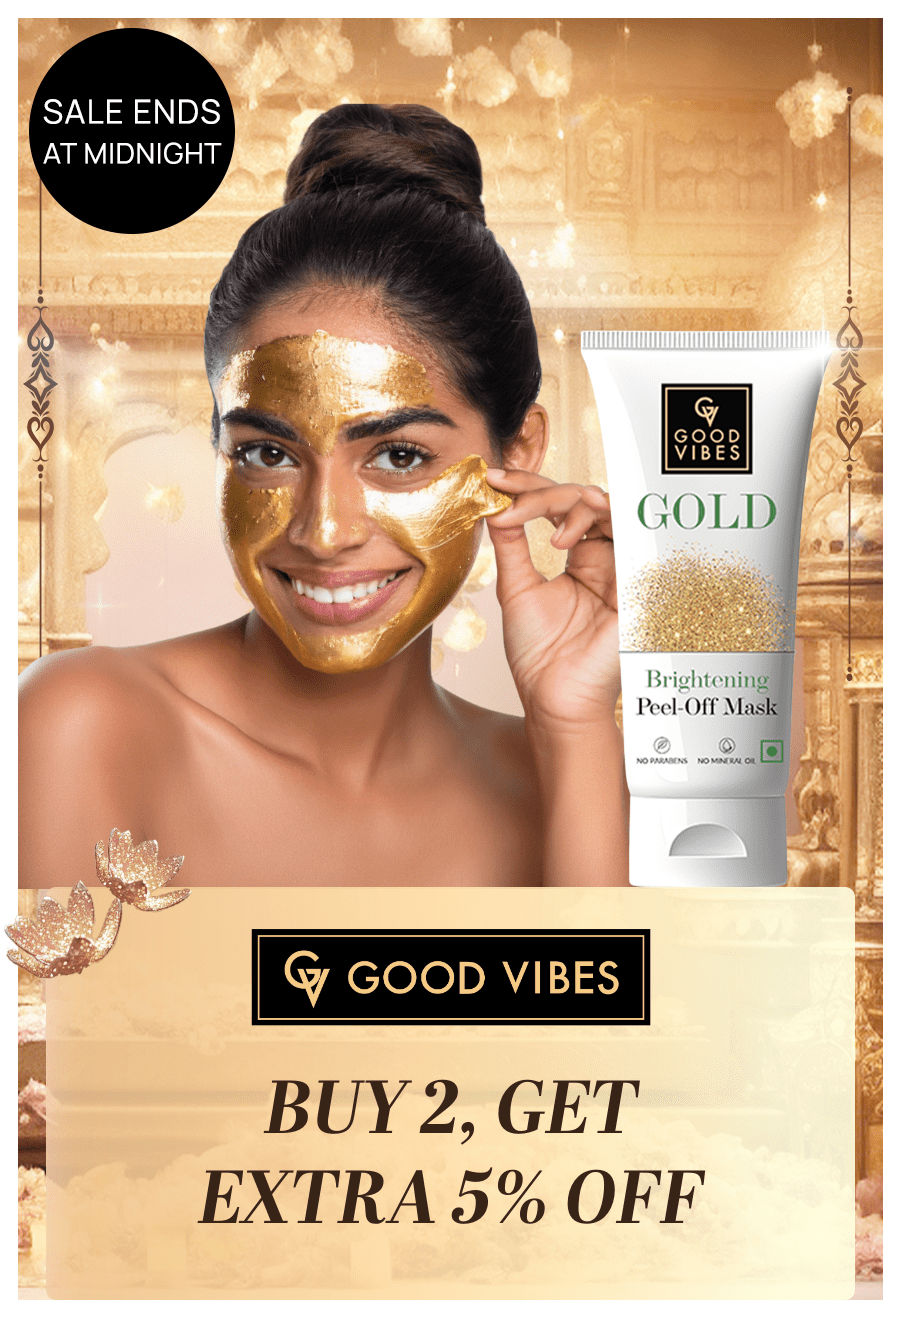 SALE ENDS
AT MIDNIGHT
GOOD
VIBES
GOLD
Brightening
Peel-Off Mask
NO PARABENS NO MINERAL OIL
GOOD VIBES
BUY 2, GET
EXTRA 5% OFF